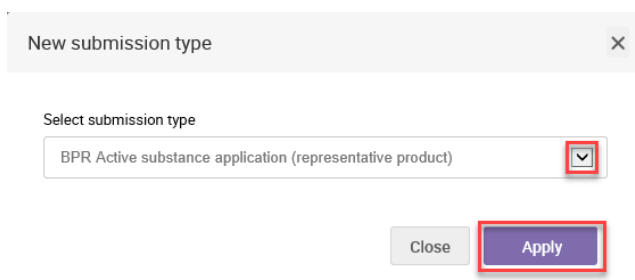 New submission type
Select submission type
BPR Active substance application (representative product)
Close Apply